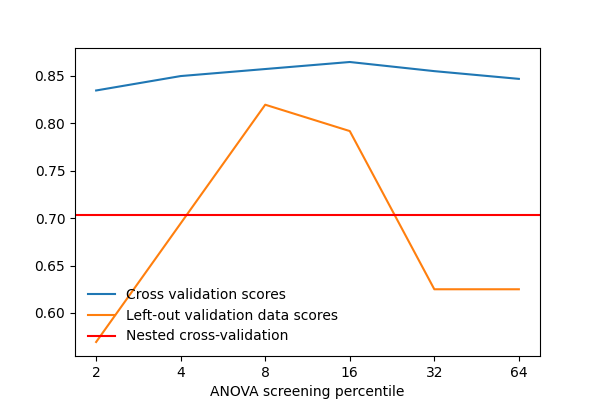 0.85
0.80
0.75
0.70
0.65
0.60
Cross validation scores
Left-out validation data scores
Nested cross-validation
2 4 8 16 32 64
ANOVA screening percentile